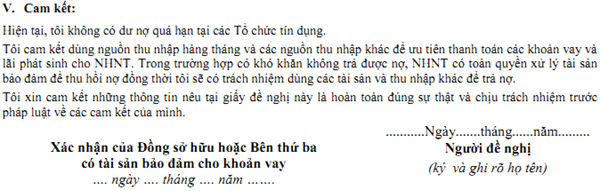 V. Cam kết:
Hiện tại, tôi không có dư nợ quá hạn tại các Tổ chức tín dụng.
Tôi cam kết dùng nguồn thu nhập hàng tháng và các nguồn thu nhập khác để ưu tiên thanh toán các khoản vay và
lãi phát sinh cho NHNT. Trong trường hợp có khó khăn không trả được nợ, NHNT có toàn quyền xử lý tài sản
bảo đảm để thu hồi nợ đồng thời tôi sẽ có trách nhiệm dùng các tài sản và thu nhập khác để trả nợ.
Tôi xin cam kết những thông tin nêu tại giấy đề nghị này là hoàn toàn đúng sự thật và chịu trách nhiệm trước
pháp luật về các cam kết của mình.
...........Ngày.......tháng......năm.........
Xác nhận của Đồng sở hữu hoặc Bên thứ ba
có tài sản bảo đảm cho khoản vay
.... ngày .... tháng .... năm .......
Người đề nghị
(ký và ghi rõ họ tên)